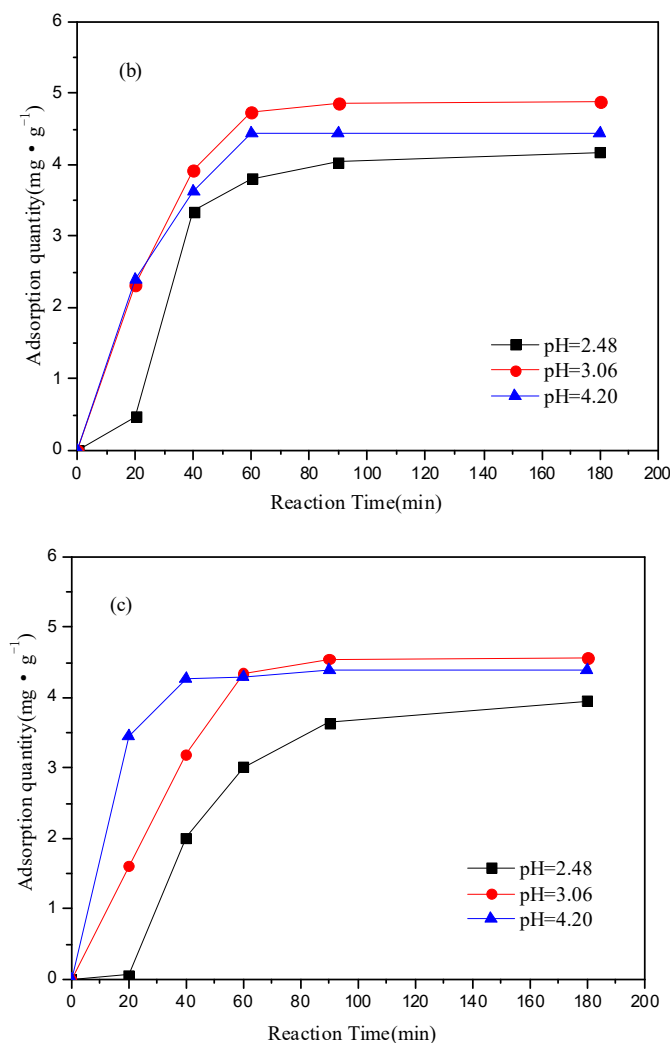 6
(b)
5
4
3
2
1
0
Adsorption quantity(mg • g⁻¹)
pH=2.48
pH=3.06
pH=4.20
0 20 40 60 80 100 120 140 160 180 200
Reaction Time(min)
6
(c)
5
4
3
2
1
0
Adsorption quantity(mg • g⁻¹)
pH=2.48
pH=3.06
pH=4.20
0 20 40 60 80 100 120 140 160 180 200
Reaction Time(min)